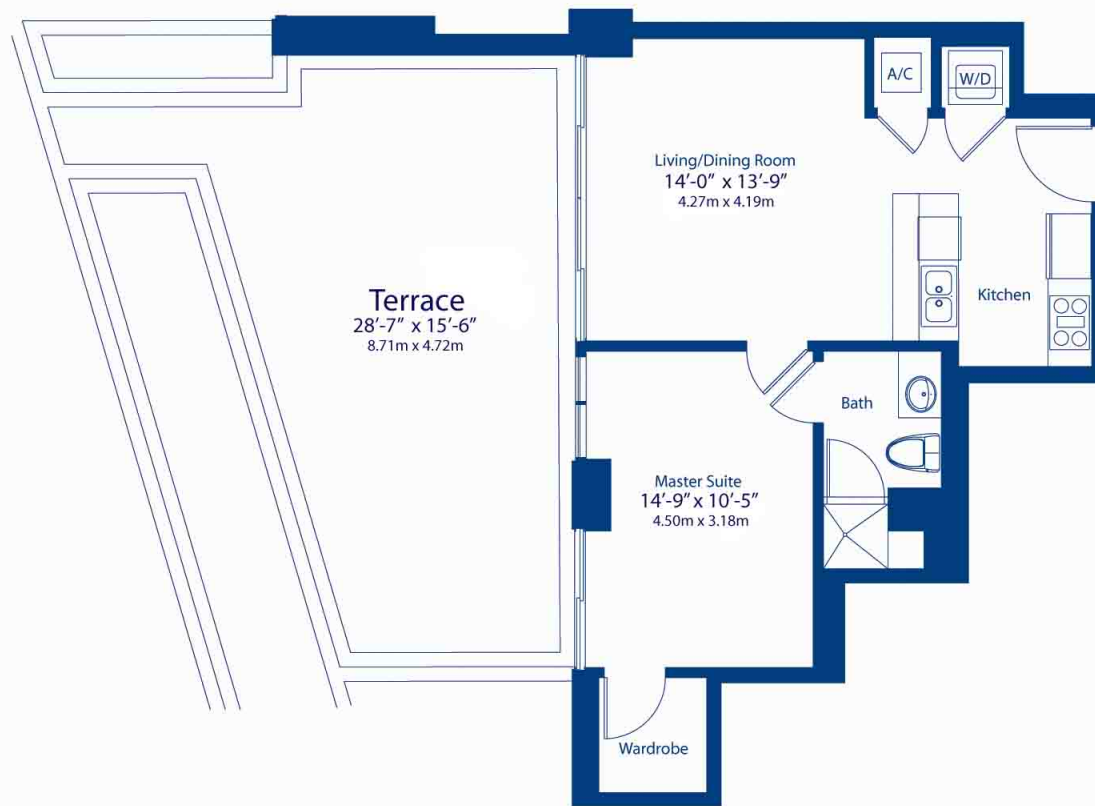 A/C
W/D
Living/Dining Room
14'-0" x 13'-9"
4.27m x 4.19m
Terrace
28'-7" x 15'-6"
8.71m x 4.72m
Kitchen
Bath
Master Suite
14'-9" x 10'-5"
4.50m x 3.18m
Wardrobe